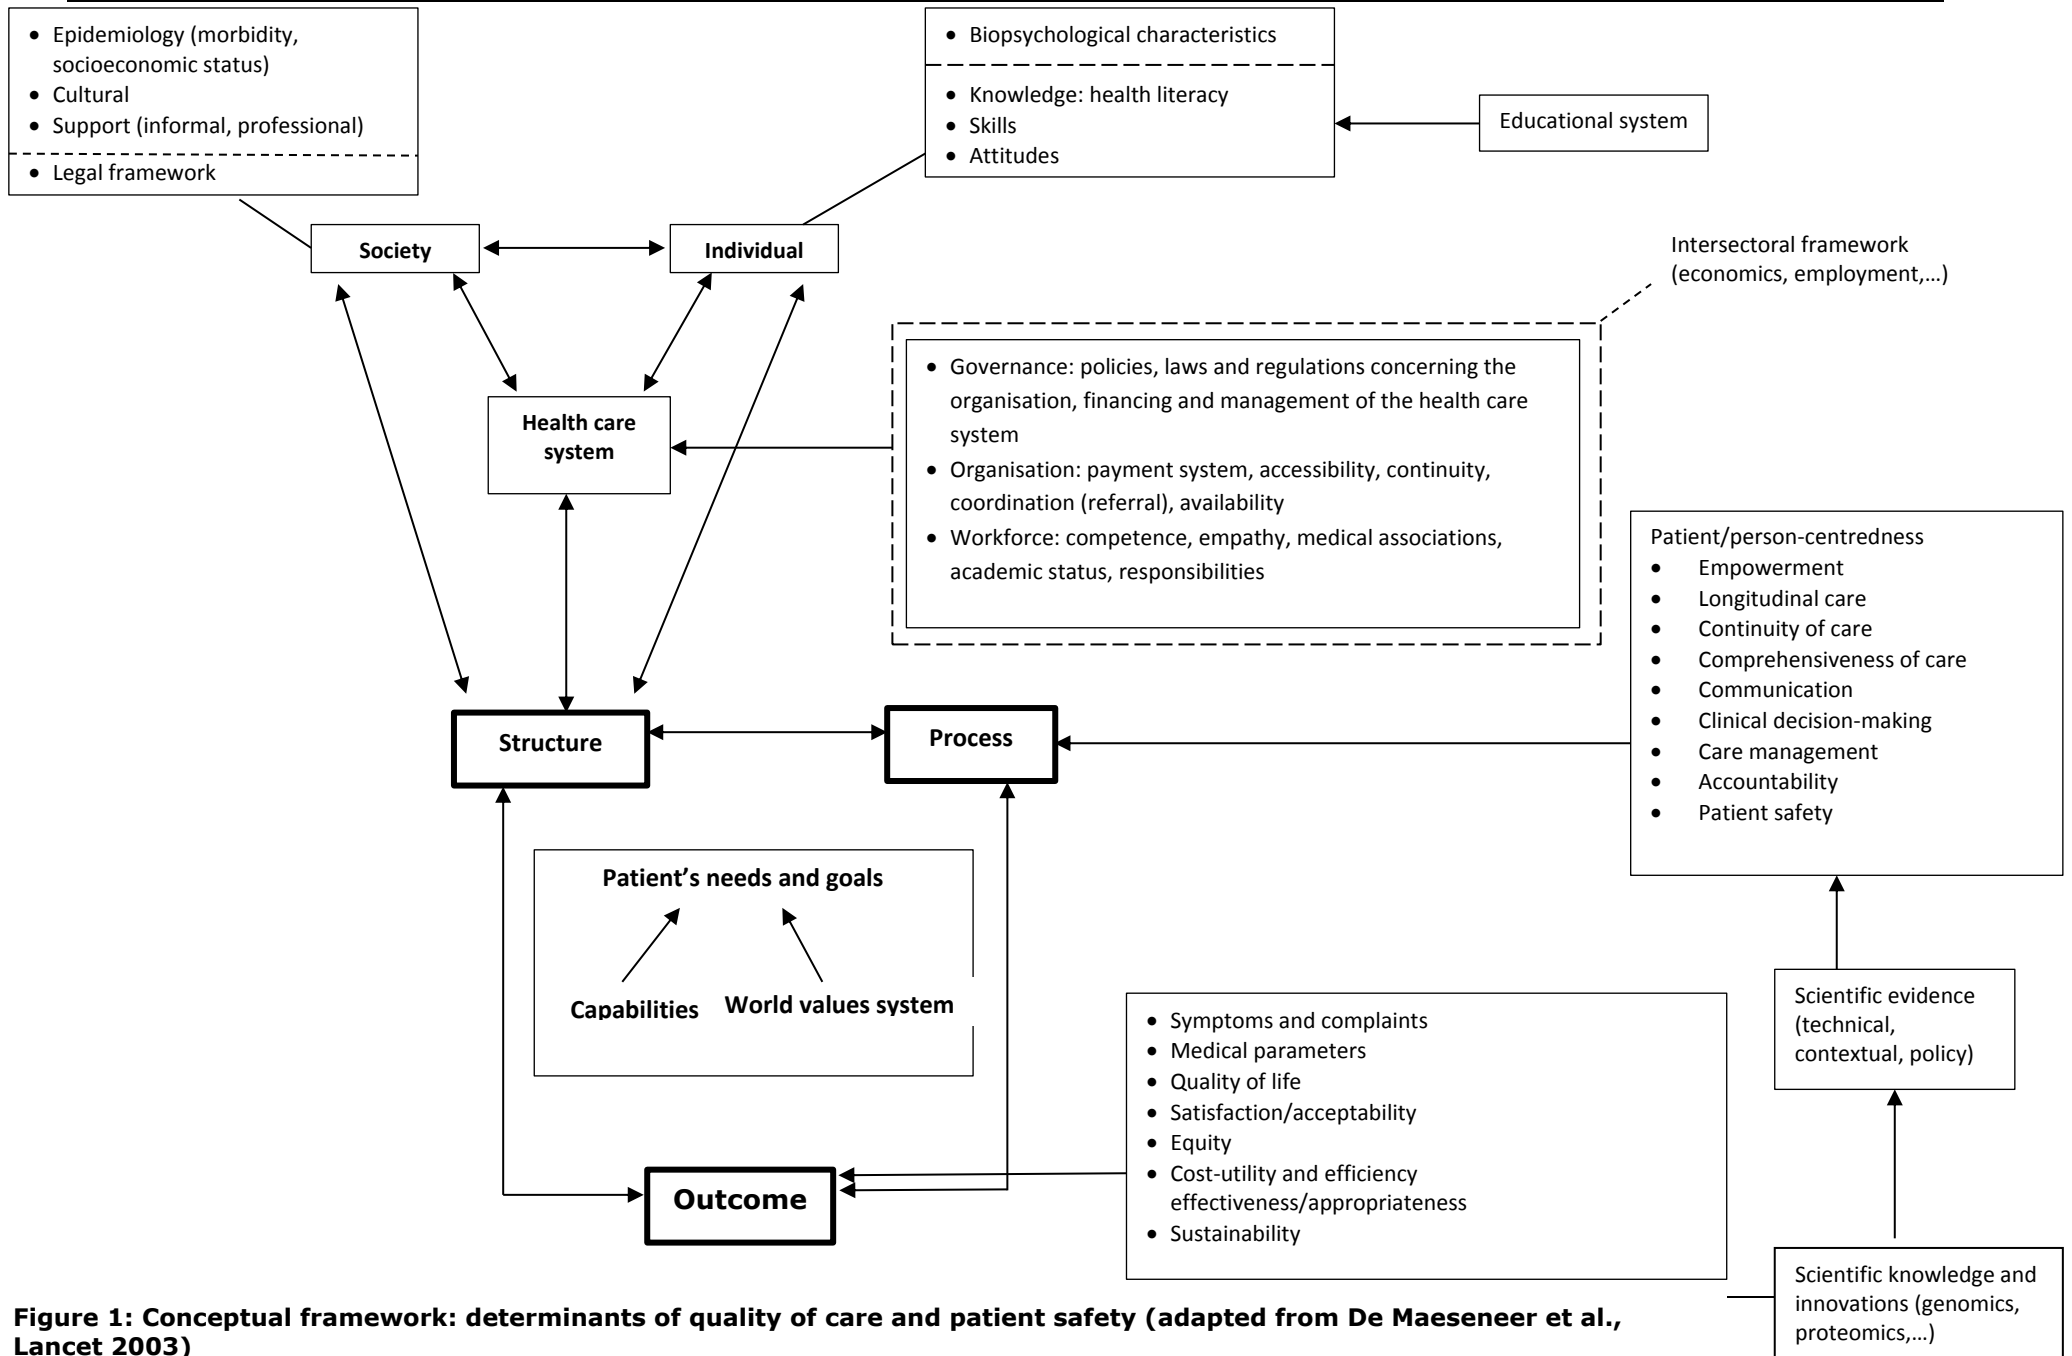 • Epidemiology (morbidity,
socioeconomic status)
• Cultural
• Support (informal, professional)
• Legal framework
• Biopsychological characteristics
• Knowledge: health literacy
• Skills
• Attitudes
Educational system
Society
Individual
Intersectoral framework
(economics, employment,...)
Health care
system
• Governance: policies, laws and regulations concerning the
organisation, financing and management of the health care
system
• Organisation: payment system, accessibility, continuity,
coordination (referral), availability
• Workforce: competence, empathy, medical associations,
academic status, responsibilities
Patient/person-centredness
• Empowerment
• Longitudinal care
• Continuity of care
• Comprehensiveness of care
• Communication
• Clinical decision-making
• Care management
• Accountability
• Patient safety
Structure
Process
Patient’s needs and goals
Capabilities
World values system
Scientific evidence
(technical,
contextual, policy)
• Symptoms and complaints
• Medical parameters
• Quality of life
• Satisfaction/acceptability
• Equity
• Cost-utility and efficiency
effectiveness/appropriateness
• Sustainability
Outcome
Scientific knowledge and
innovations (genomics,
proteomics,...)
Figure 1: Conceptual framework: determinants of quality of care and patient safety (adapted from De Maeseneer et al.,
Lancet 2003)